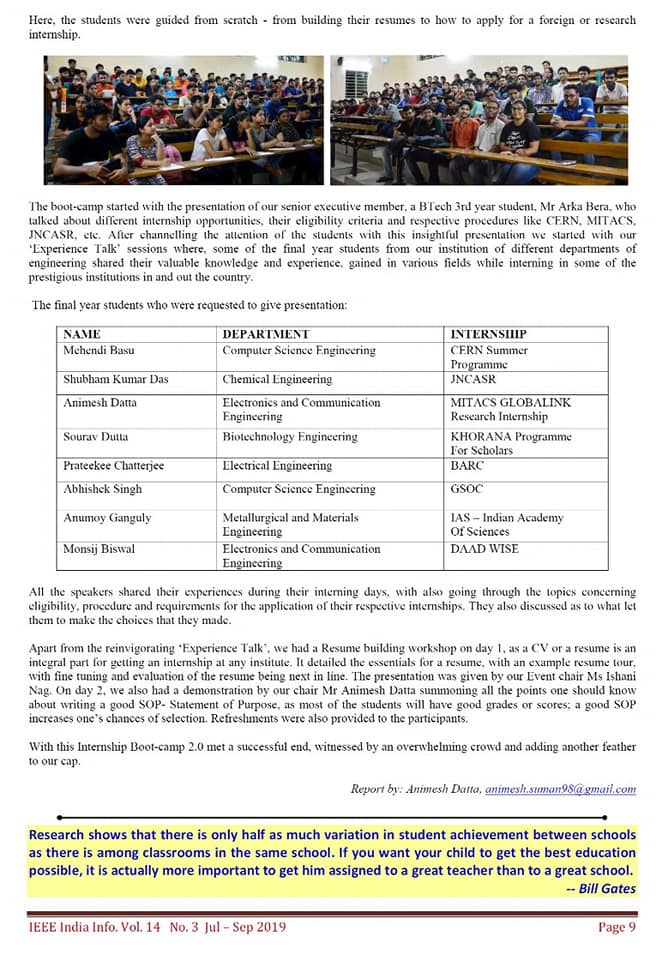 Here, the students were guided from scratch - from building their resumes to how to apply for a foreign or research
internship.
The boot-camp started with the presentation of our senior executive member, a BTech 3rd year student, Mr Arka Bera, who
talked about different internship opportunities, their eligibility criteria and respective procedures like CERN, MITACS,
JNCASR, etc. After channelling the attention of the students with this insightful presentation we started with our
‘Experience Talk’ sessions where, some of the final year students from our institution of different departments of
engineering shared their valuable knowledge and experience, gained in various fields while interning in some of the
prestigious institutions in and out the country.
The final year students who were requested to give presentation:
NAME DEPARTMENT INTERNSHIP
Mehendi Basu Computer Science Engineering CERN Summer
Programme
Shubham Kumar Das Chemical Engineering JNCASR
Animesh Datta Electronics and Communication MITACS GLOBALINK
Engineering Research Internship
Sourav Dutta Biotechnology Engineering KHORANA Programme
For Scholars
Prateekee Chatterjee Electrical Engineering BARC
Abhishek Singh Computer Science Engineering GSOC
Anumoy Ganguly Metallurgical and Materials IAS – Indian Academy
Engineering Of Sciences
Monsij Biswal Electronics and Communication DAAD WISE
Engineering
All the speakers shared their experiences during their interning days, with also going through the topics concerning
eligibility, procedure and requirements for the application of their respective internships. They also discussed as to what let
them to make the choices that they made.
Apart from the reinvigorating ‘Experience Talk’, we had a Resume building workshop on day 1, as a CV or a resume is an
integral part for getting an internship at any institute. It detailed the essentials for a resume, with an example resume tour,
with fine tuning and evaluation of the resume being next in line. The presentation was given by our Event chair Ms Ishani
Nag. On day 2, we also had a demonstration by our chair Mr Animesh Datta summoning all the points one should know
about writing a good SOP- Statement of Purpose, as most of the students will have good grades or scores; a good SOP
increases one’s chances of selection. Refreshments were also provided to the participants.
With this Internship Boot-camp 2.0 met a successful end, witnessed by an overwhelming crowd and adding another feather
to our cap.
Report by: Animesh Datta, animesh.suman98@gmail.com
Research shows that there is only half as much variation in student achievement between schools
as there is among classrooms in the same school. If you want your child to get the best education
possible, it is actually more important to get him assigned to a great teacher than to a great school.
-- Bill Gates
IEEE India Info. Vol. 14 No. 3 Jul – Sep 2019 Page 9